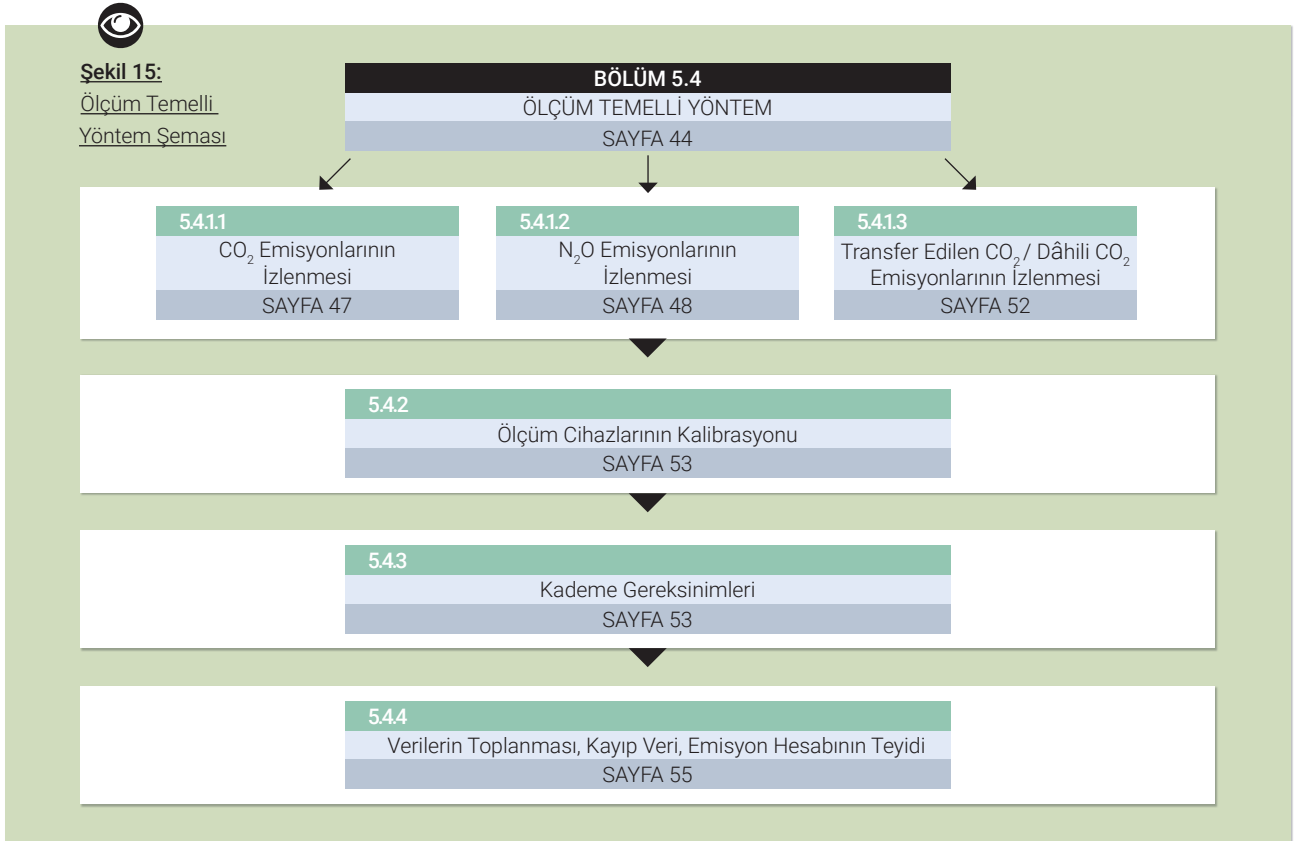 Şekil 15:
Ölçüm Temelli
Yöntem Şeması
BÖLÜM 5.4
ÖLÇÜM TEMELLİ YÖNTEM
SAYFA 44
5.4.1.1
CO₂ Emisyonlarının
İzlenmesi
SAYFA 47
5.4.1.2
N₂O Emisyonlarının
İzlenmesi
SAYFA 48
5.4.1.3
Transfer Edilen CO₂ / Dâhili CO₂
Emisyonlarının İzlenmesi
SAYFA 52
5.4.2
Ölçüm Cihazlarının Kalibrasyonu
SAYFA 53
5.4.3
Kademe Gereksinimleri
SAYFA 53
5.4.4
Verilerin Toplanması, Kayıp Veri, Emisyon Hesabının Teyidi
SAYFA 55